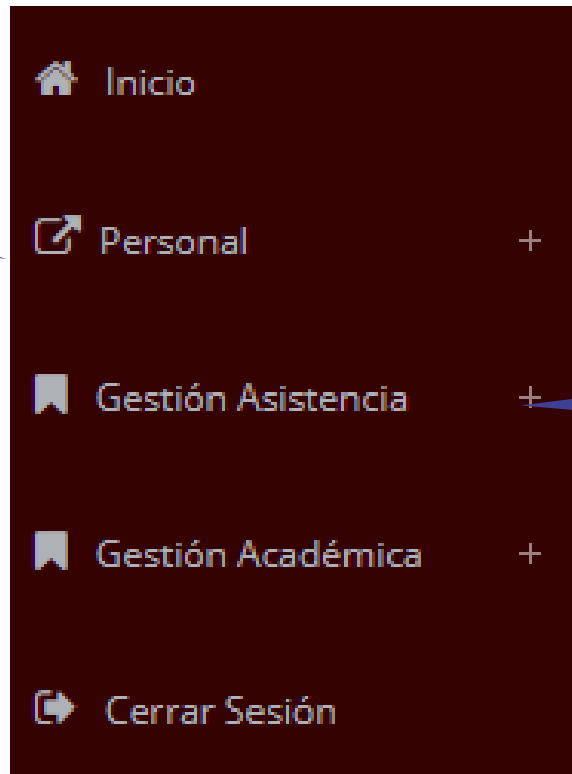 Inicio
Personal +
Gestión Asistencia +
Gestión Académica +
Cerrar Sesión